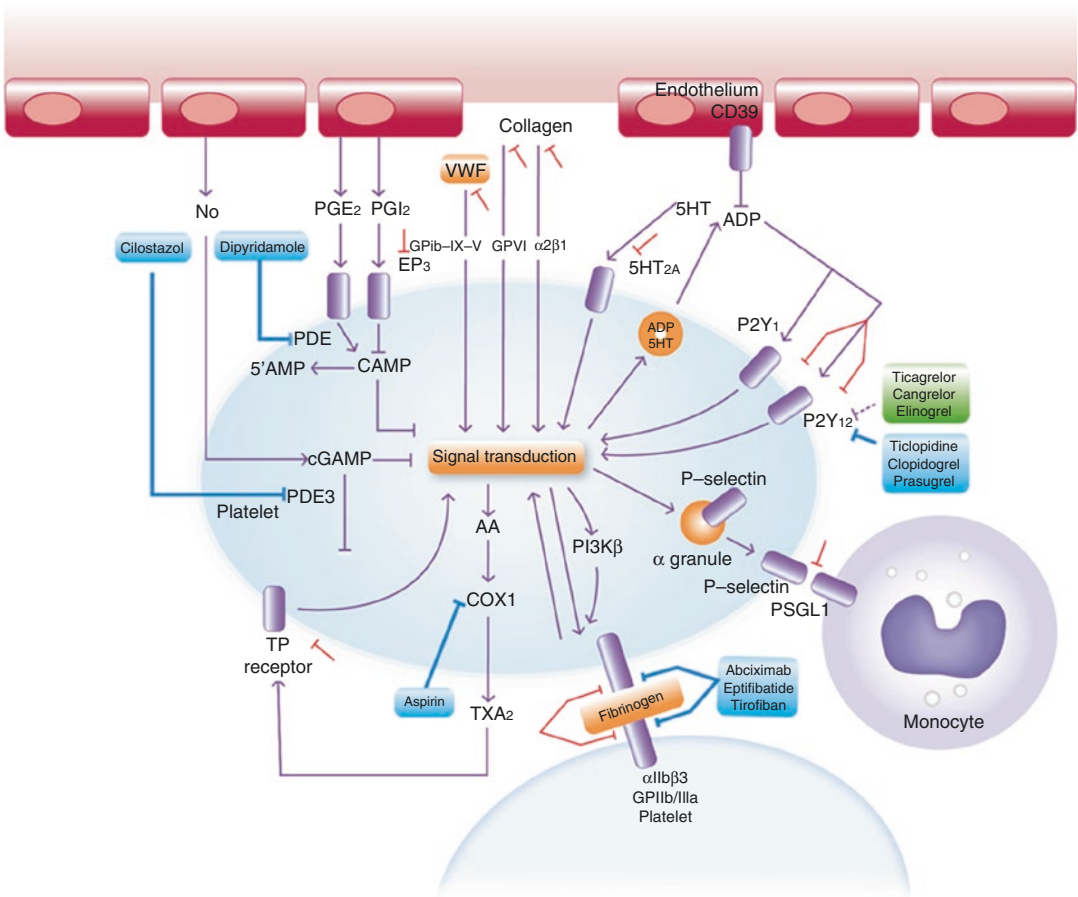 Endothelium
CD39
Collagen
VWF
No
PGE2
PGI2
5HT
ADP
Cilostazol
Dipyridamole
GPib–IX–V
GPVI
α2β1
EP3
5HT2A
PDE
ADP
5HT
P2Y1
5'AMP
CAMP
Ticagrelor
Cangrelor
Elinogrel
P2Y12
Ticlopidine
Clopidogrel
Prasugrel
cGAMP
Signal transduction
PDE3
Platelet
P–selectin
AA
PI3Kβ
α granule
P–selectin
PSGL1
COX1
TP
receptor
Aspirin
TXA2
Fibrinogen
Abciximab
Eptifibatide
Tirofiban
Monocyte
αIIbβ3
GPIIb/IIIa
Platelet